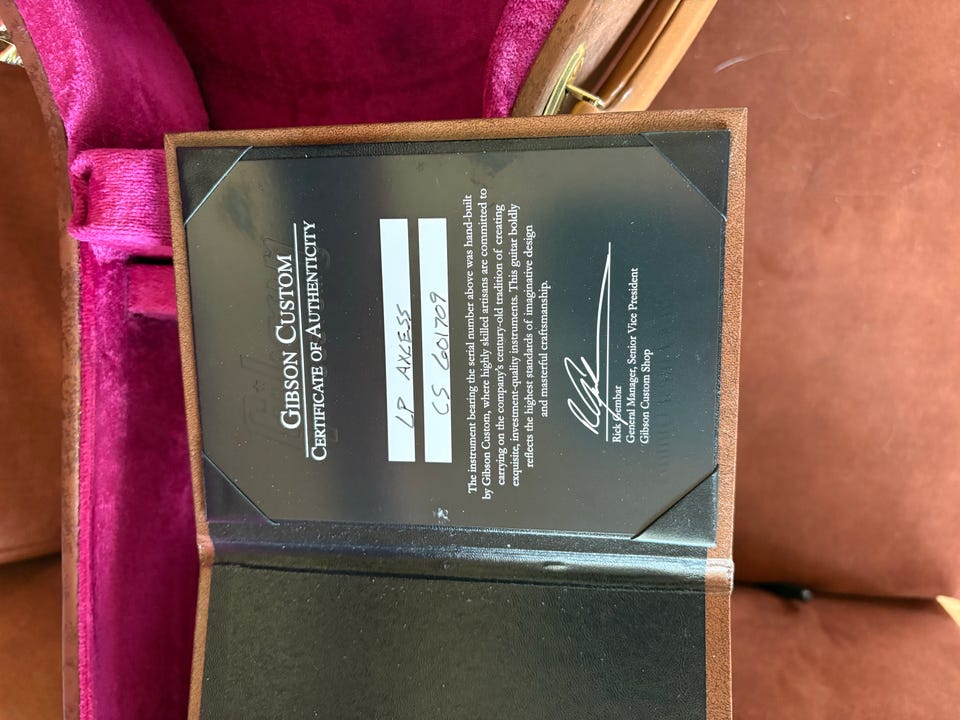 GIBSON CUSTOM
CERTIFICATE OF AUTHENTICITY
LP AXCESS
CS 601709
The instrument bearing the serial number above was hand-built
by Gibson Custom, where highly skilled artisans are committed to
carrying on the company's century-old tradition of creating
exquisite, investment-quality instruments. This guitar boldly
reflects the highest standards of imaginative design
and masterful craftsmanship.
Rick Gembar
General Manager, Senior Vice President
Gibson Custom Shop